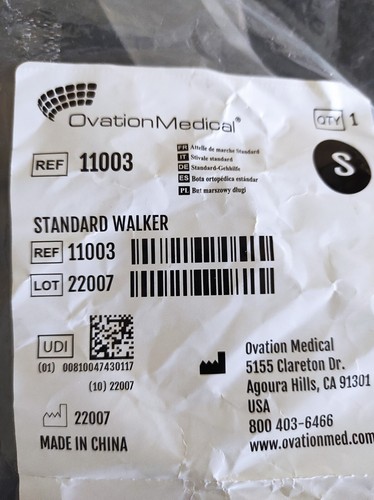 OvationMedical®
QTY 1
REF 11003
FR Attelle de marche Standard
IT Stivale standard
DE Standard-Gehhilfe
ES Bota ortopédica estándar
PL But marszowy długi
S
STANDARD WALKER
REF 11003
LOT 22007
UDI
(01) 00810047430117
(10) 22007
22007
MADE IN CHINA
Ovation Medical
5155 Clareton Dr.
Agoura Hills, CA 91301
USA
800 403-6466
www.ovationmed.com